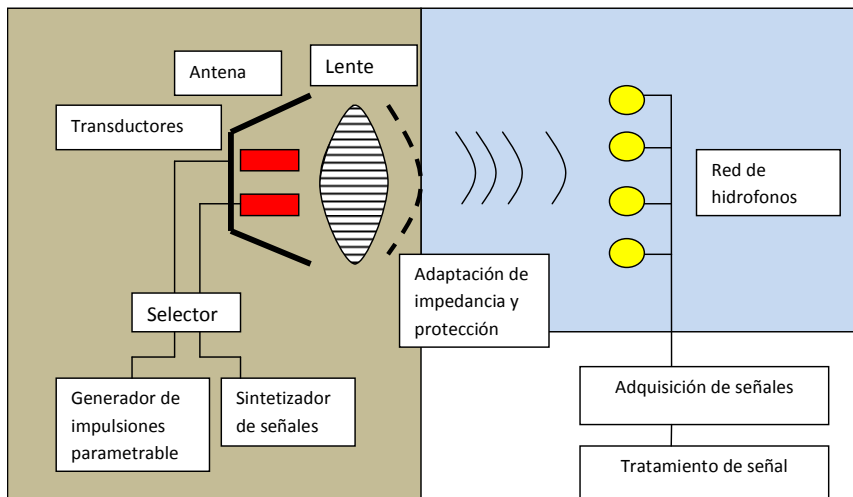 Antena
Lente
Transductores
Red de
hidrofonos
Adaptación de
impedancia y
protección
Selector
Generador de
impulsiones
parametrable
Sintetizador
de señales
Adquisición de señales
Tratamiento de señal